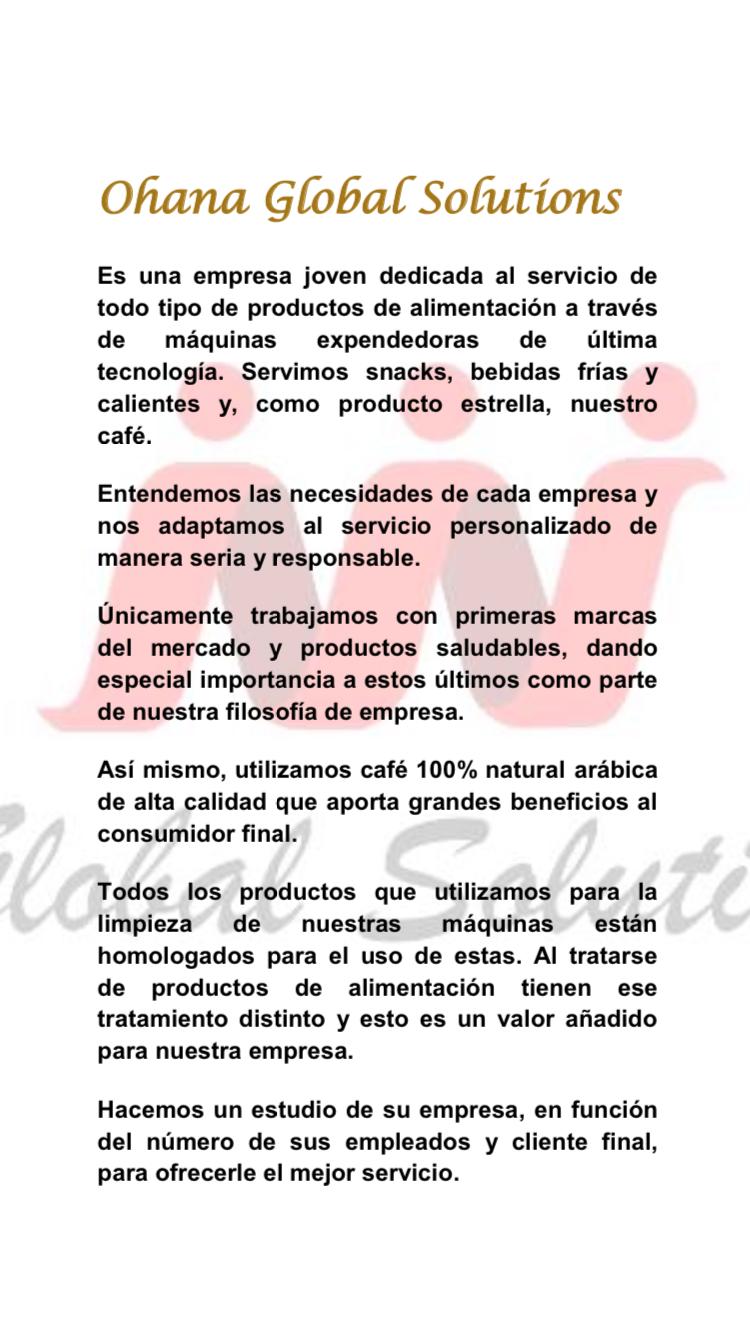 Ohana Global Solutions
Es una empresa joven dedicada al servicio de
todo tipo de productos de alimentación a través
de máquinas expendedoras de última
tecnología. Servimos snacks, bebidas frías y
calientes y, como producto estrella, nuestro
café.
Entendemos las necesidades de cada empresa y
nos adaptamos al servicio personalizado de
manera seria y responsable.
Únicamente trabajamos con primeras marcas
del mercado y productos saludables, dando
especial importancia a estos últimos como parte
de nuestra filosofía de empresa.
Así mismo, utilizamos café 100% natural arábica
de alta calidad que aporta grandes beneficios al
consumidor final.
Global Soluti
Todos los productos que utilizamos para la
limpieza de nuestras máquinas están
homologados para el uso de estas. Al tratarse
de productos de alimentación tienen ese
tratamiento distinto y esto es un valor añadido
para nuestra empresa.
Hacemos un estudio de su empresa, en función
del número de sus empleados y cliente final,
para ofrecerle el mejor servicio.